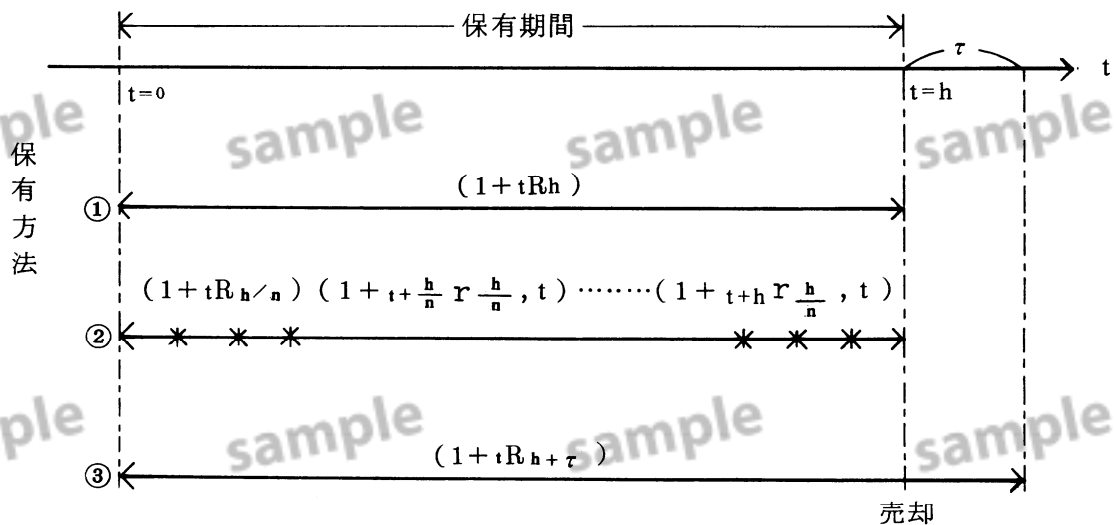 保有期間
τ
t
t=0
t=h
sample sample sample sample
保有方法
(1+tRh)
①
(1+tRh/n)(1+t+h/n r h/n, t)········(1+t+h r h/n, t)
②
sample sample sample sample
(1+tRh+τ)
③
売却